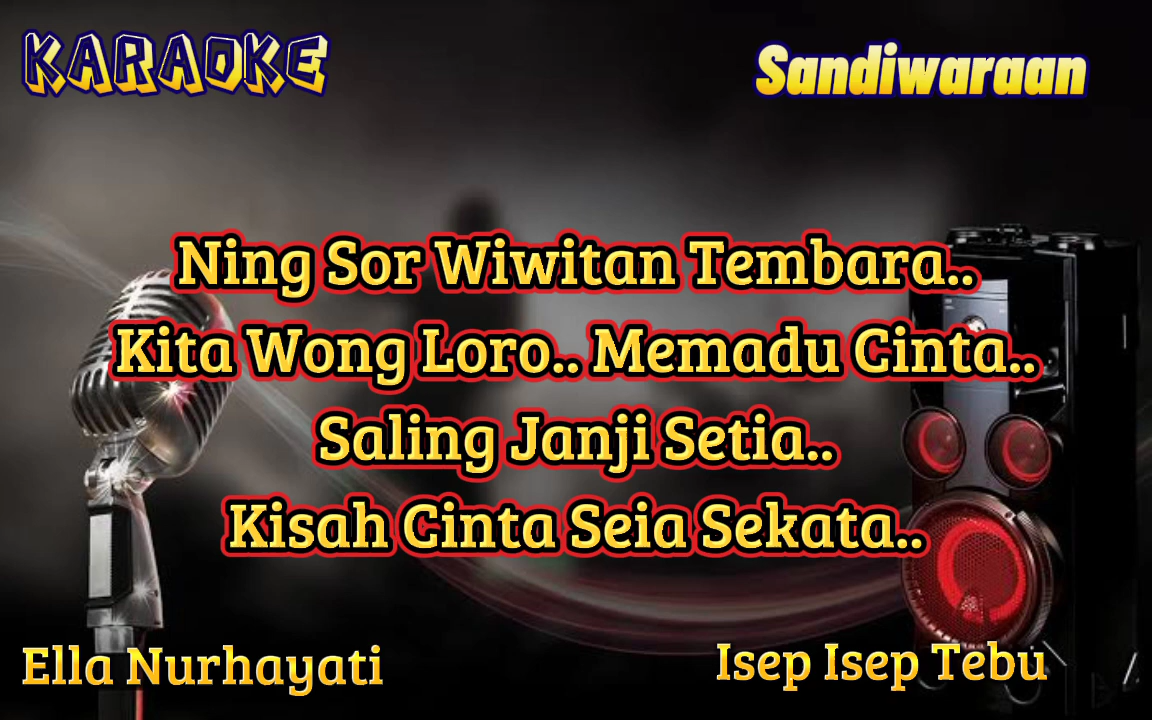 KARAOKE
Sandiwaraan
Ning Sor Wiwitan Tembara..
Kita Wong Loro.. Memadu Cinta..
Saling Janji Setia..
Kisah Cinta Seia Sekata..
Ella Nurhayati
Isep Isep Tebu